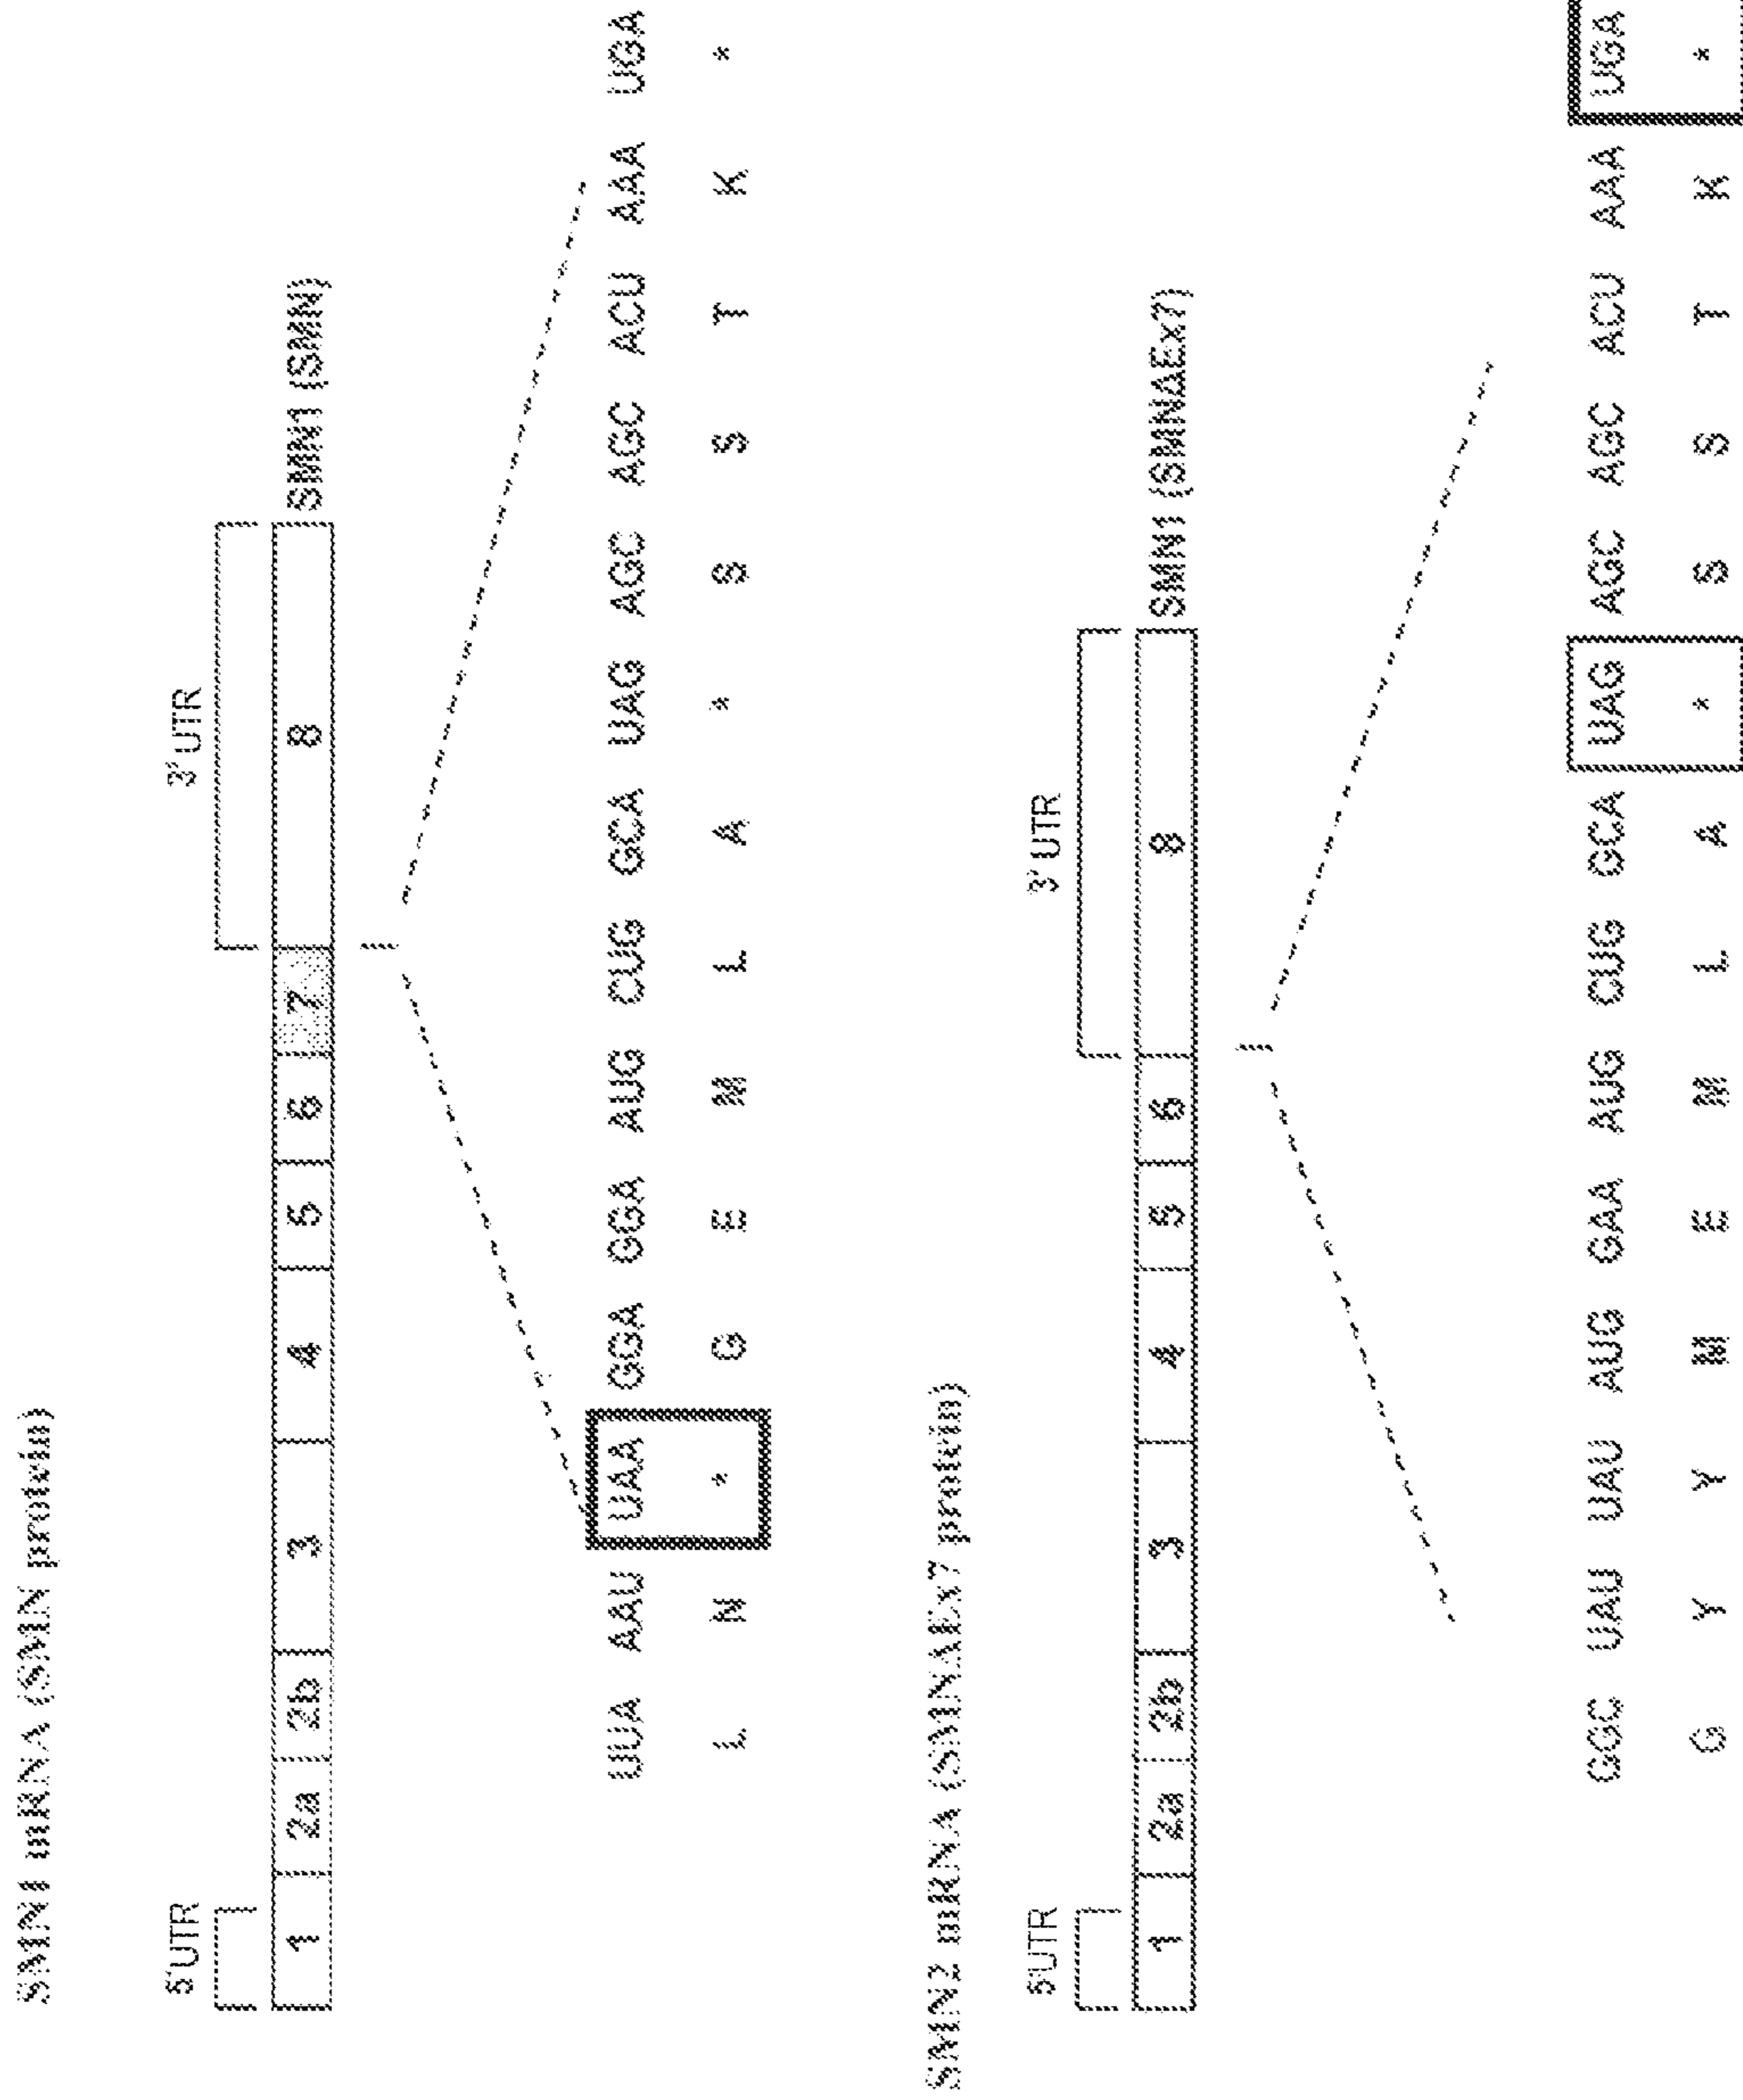 SMN1 mRNA (SMN protein)
5'UTR 3' UTR
1 2a 2b 3 4 5 6 7 8 SMN1 (SMN)
UUA AAU UAA GGA GGA AUG CUG GCA UAG AGC AGC ACU AAA UGA
L N * G E M L A * S S T K *
SMN2 mRNA (SMNΔEx7 protein)
5'UTR 3' UTR
1 2a 2b 3 4 5 6 8 SMN1 (SMNΔEx7)
GGC UAU UAU AUG GAA AUG CUG GCA UAG AGC AGC ACU AAA UGA
G Y Y M E M L A * S S T K *